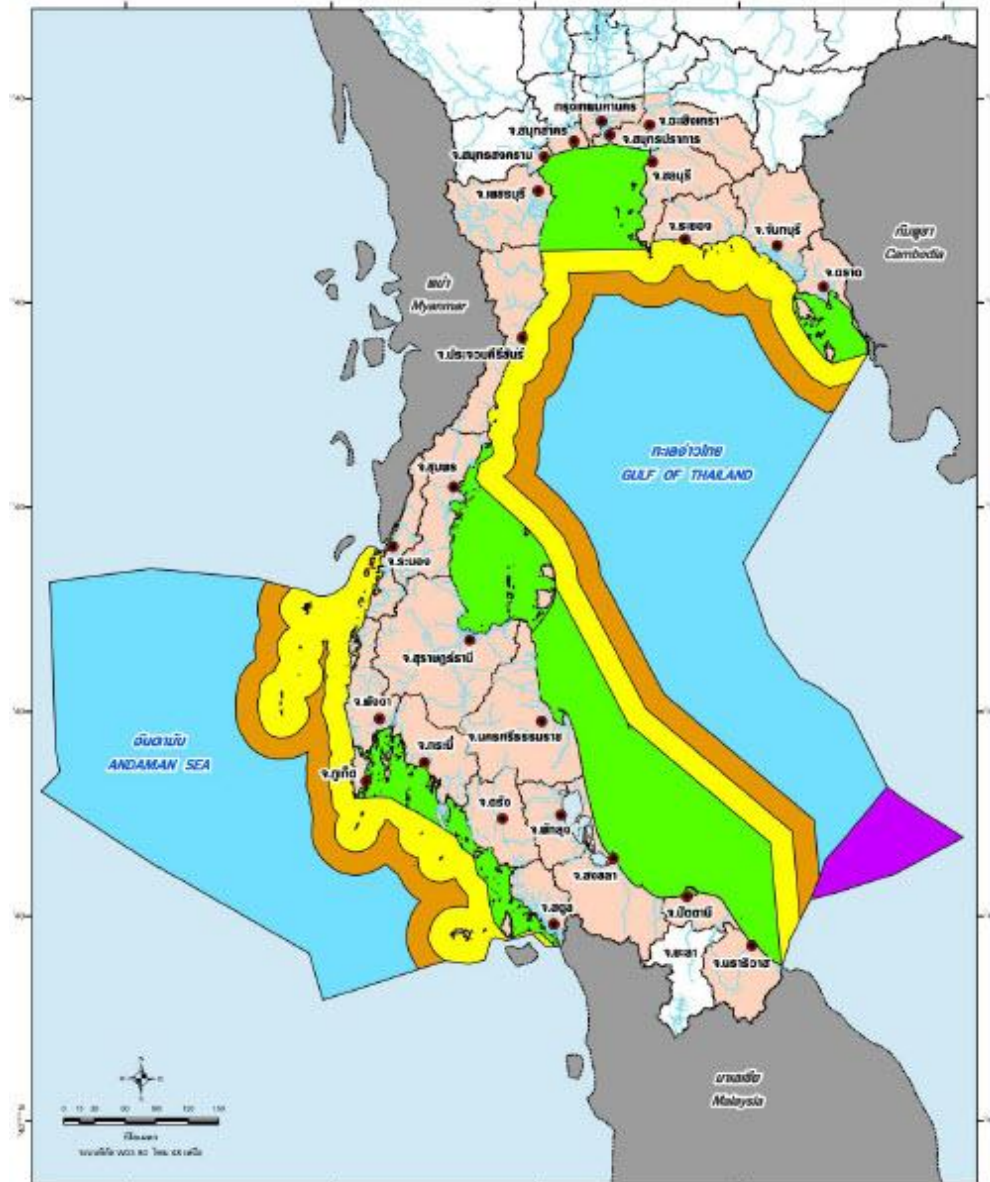 กรุงเทพมหานคร
จ.ฉะเชิงเทรา
จ.สมุทรสาคร
จ.สมุทรปราการ
จ.สมุทรสงคราม
จ.ชลบุรี
จ.เพชรบุรี
จ.ระยอง
จ.จันทบุรี
กัมพูชา
Cambodia
จ.ตราด
พม่า
Myanmar
จ.ประจวบคีรีขันธ์
ทะเลอ่าวไทย
GULF OF THAILAND
จ.ชุมพร
จ.ระนอง
จ.สุราษฎร์ธานี
จ.พังงา
จ.นครศรีธรรมราช
อันดามัน
ANDAMAN SEA
จ.กระบี่
จ.ภูเก็ต
จ.ตรัง
จ.พัทลุง
จ.สงขลา
จ.ปัตตานี
จ.สตูล
จ.ยะลา
จ.นราธิวาส
มาเลเซีย
Malaysia
กิโลเมตร